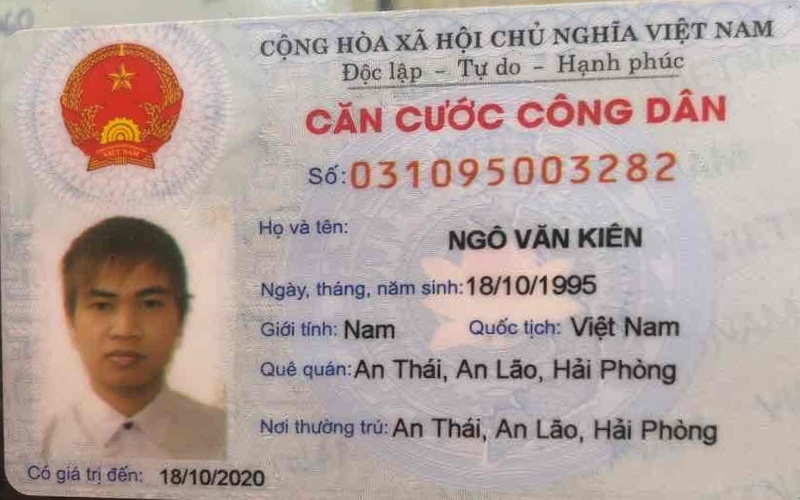 CỘNG HÒA XÃ HỘI CHỦ NGHĨA VIỆT NAM
Độc lập – Tự do – Hạnh phúc
CĂN CƯỚC CÔNG DÂN
Số: 031095003282
Họ và tên: NGÔ VĂN KIÊN
Ngày, tháng, năm sinh: 18/10/1995
Giới tính: Nam Quốc tịch: Việt Nam
Quê quán: An Thái, An Lão, Hải Phòng
Nơi thường trú: An Thái, An Lão, Hải Phòng
Có giá trị đến: 18/10/2020
VIỆT NAM